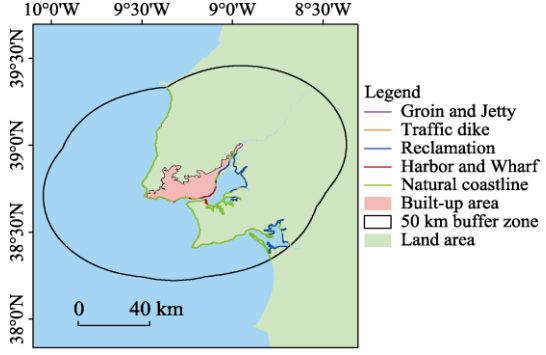 10°0'W 9°30'W 9°0'W 8°30'W
39°30'N
39°0'N
38°30'N
38°0'N
0 40 km
Legend
Groin and Jetty
Traffic dike
Reclamation
Harbor and Wharf
Natural coastline
Built-up area
50 km buffer zone
Land area